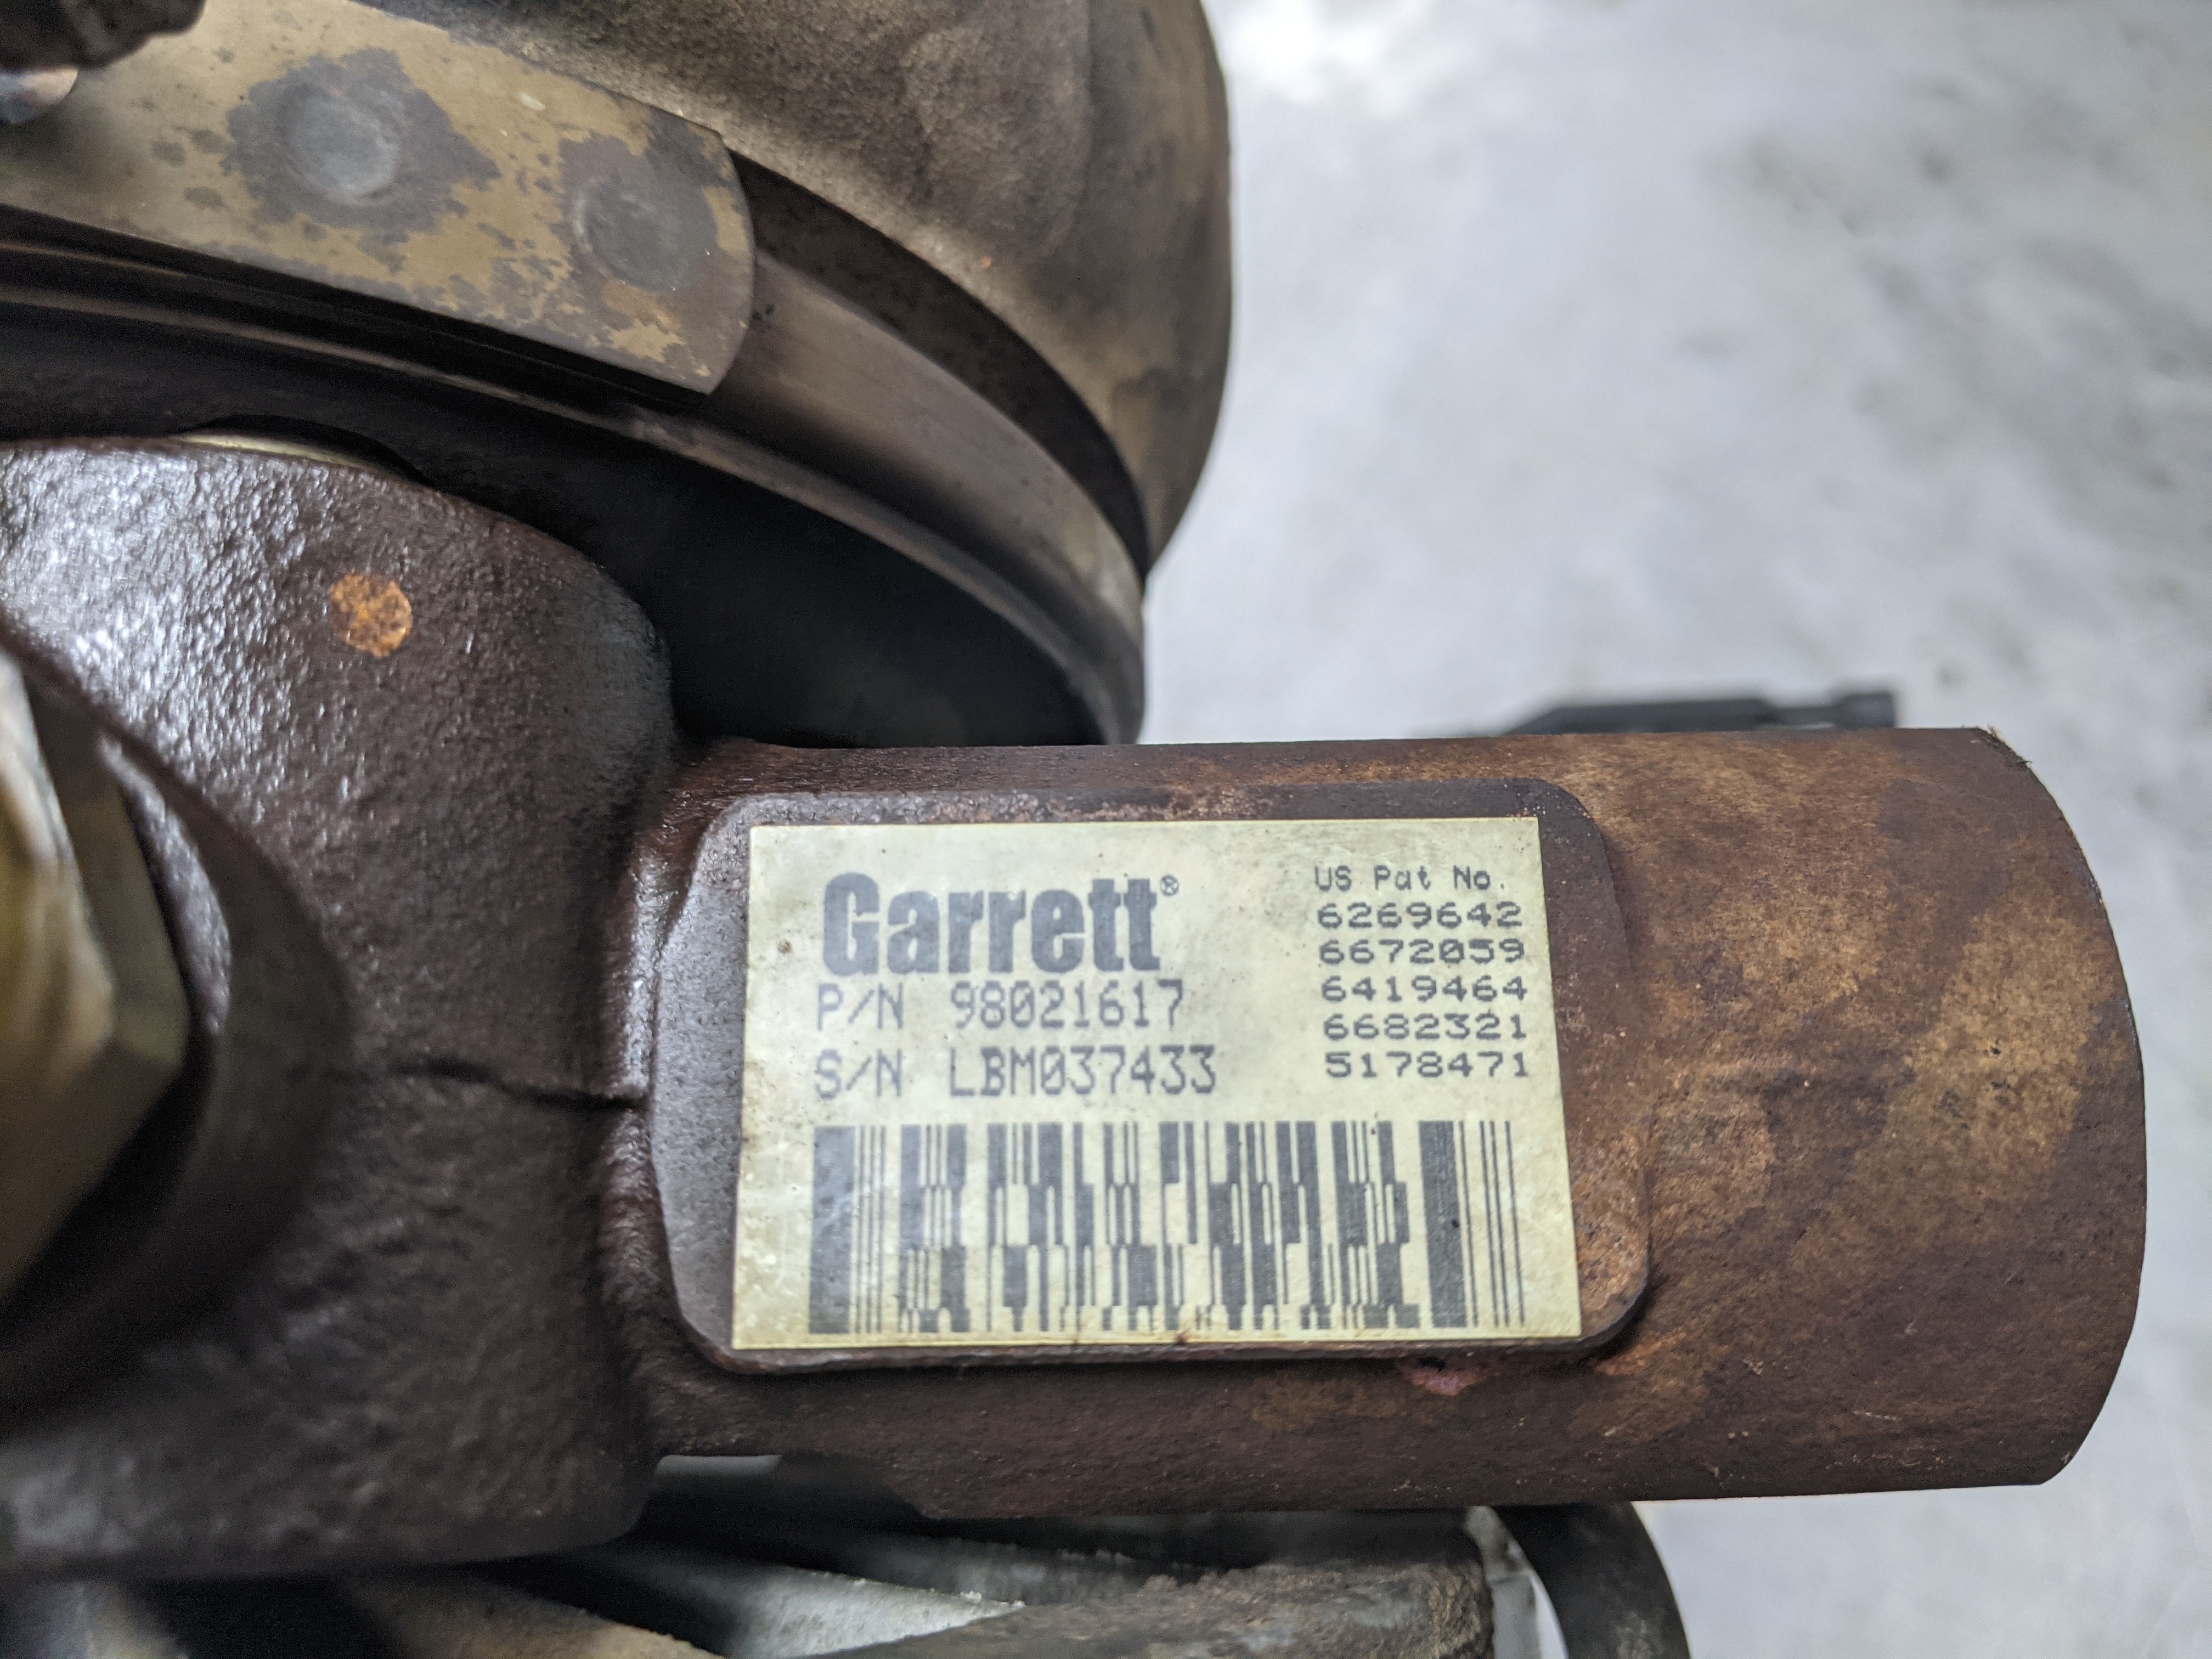 Garrett®
P/N 98021617
S/N LBM037433
US Pat No.
6269642
6672059
6419464
6682321
5178471